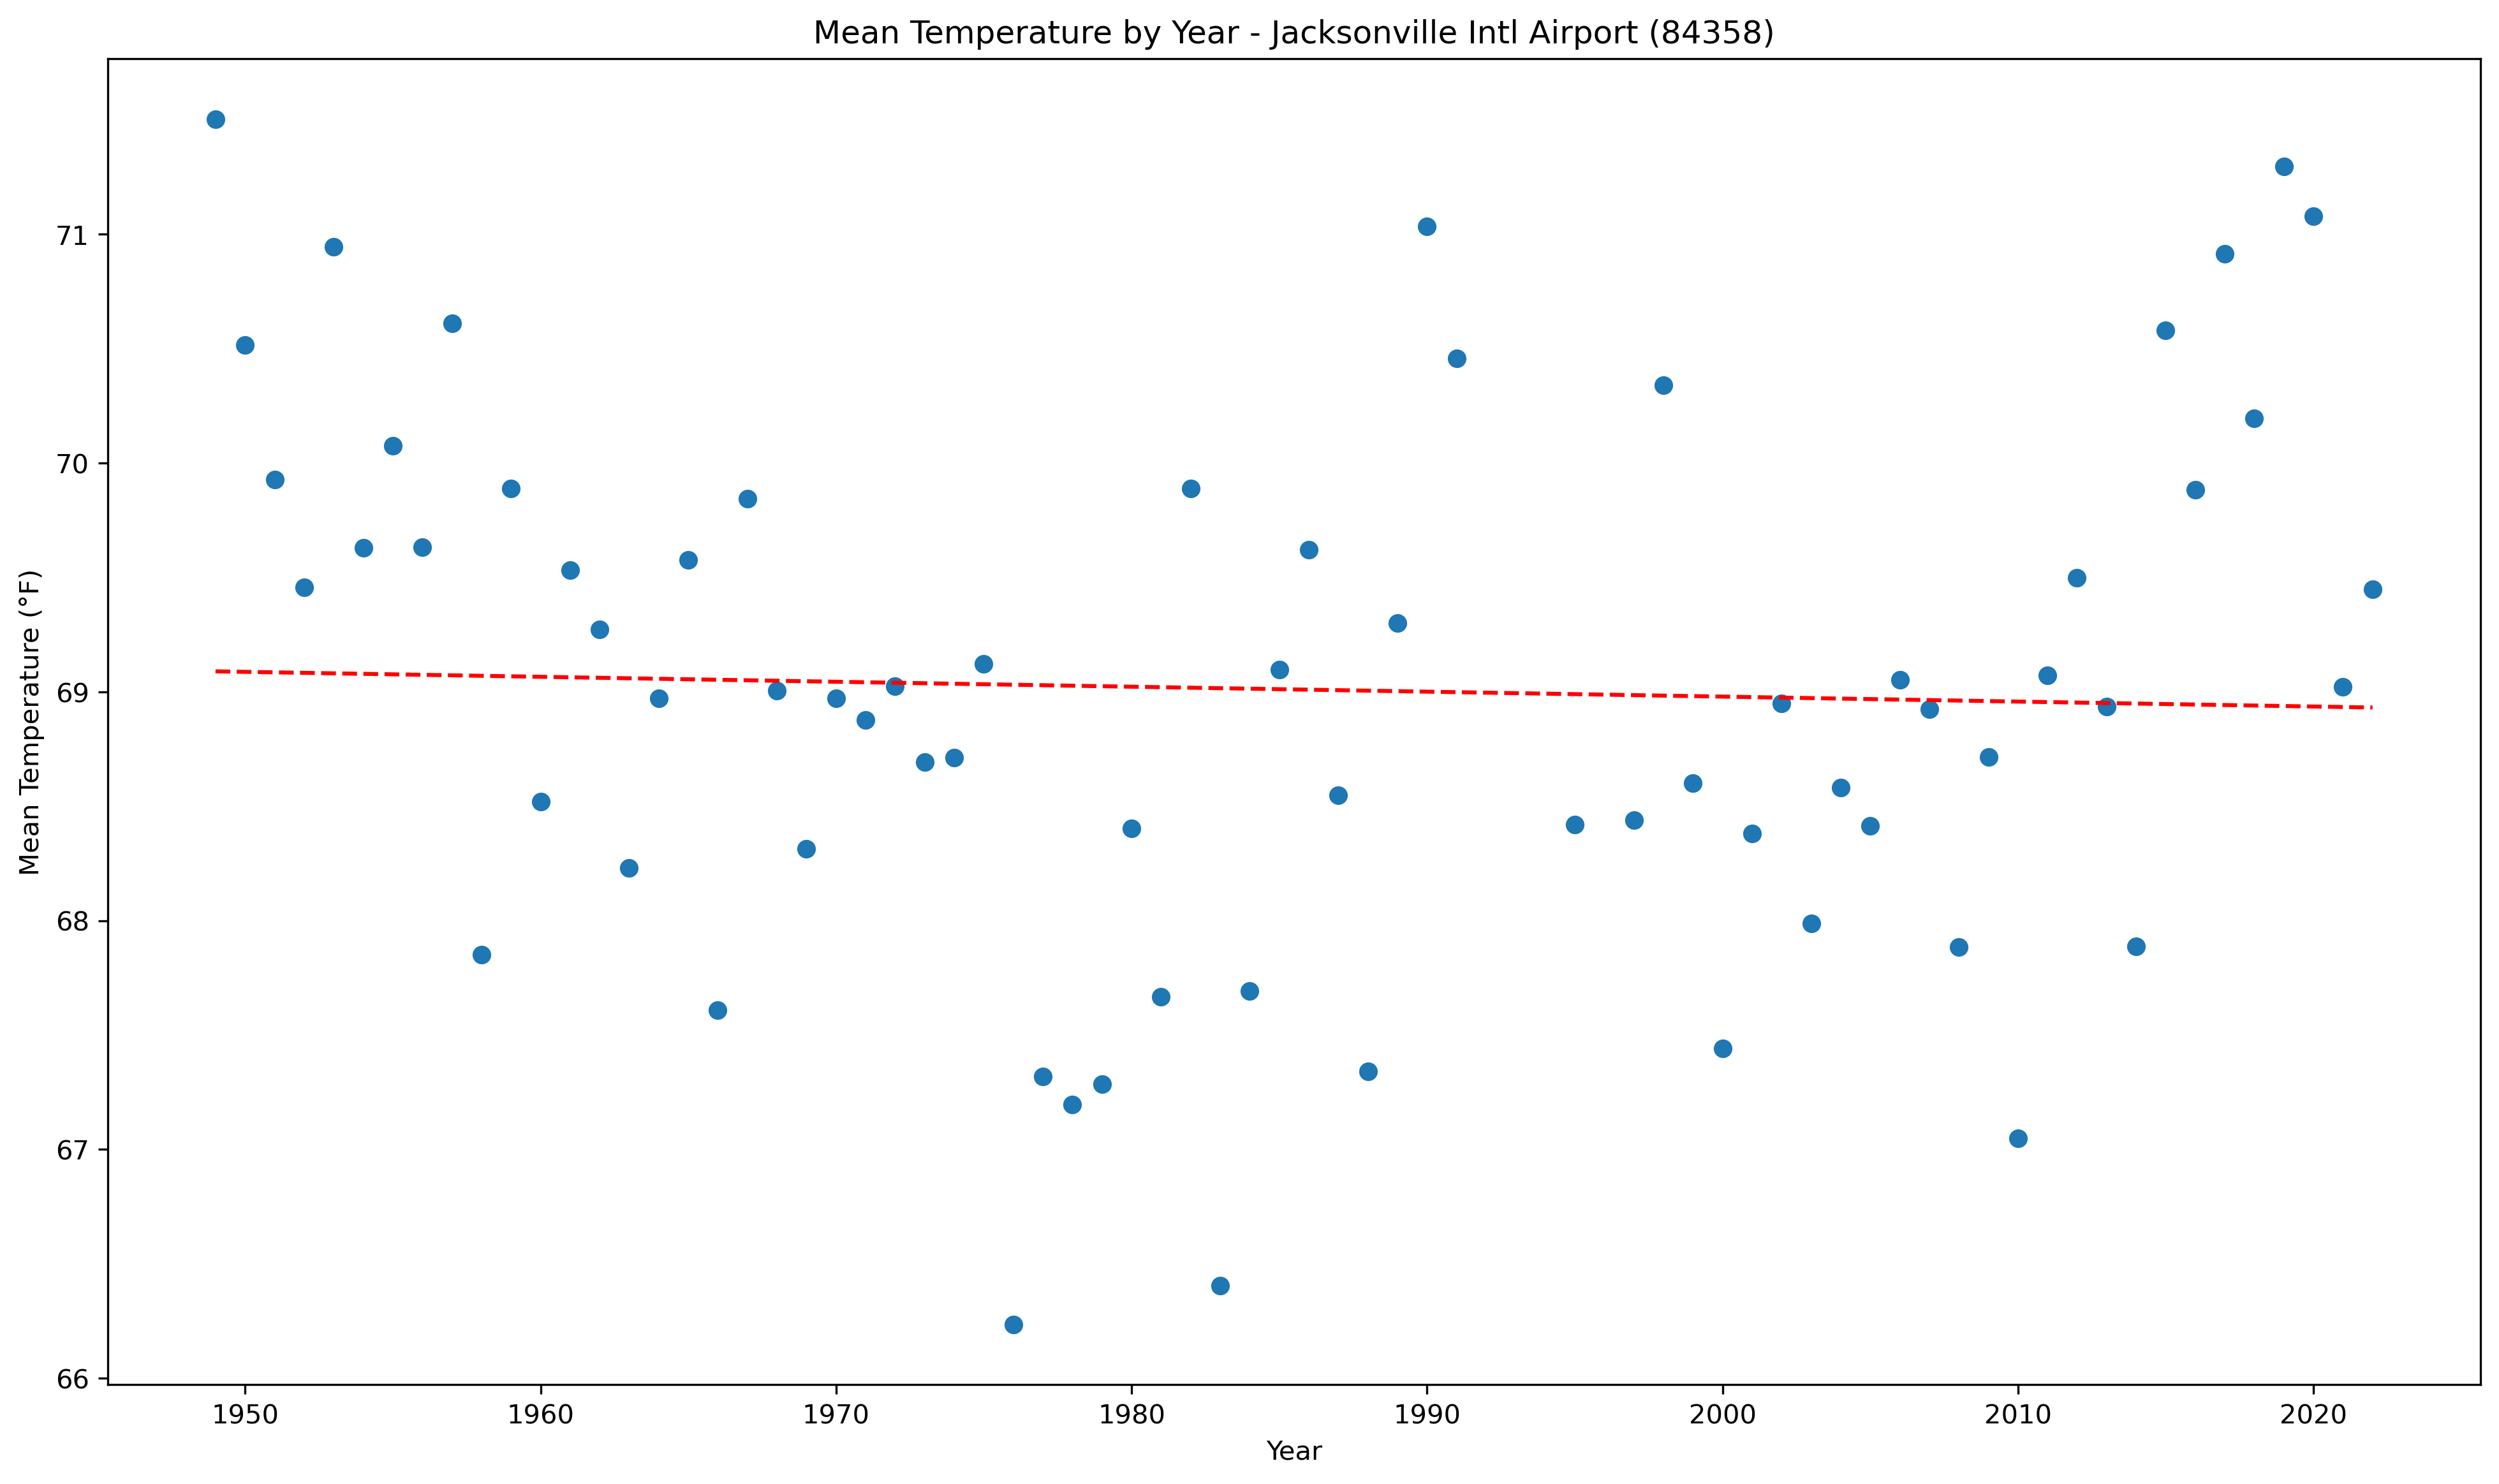 Mean Temperature by Year - Jacksonville Intl Airport (84358)
Mean Temperature (°F)
71
70
69
68
67
66
1950 1960 1970 1980 1990 2000 2010 2020
Year